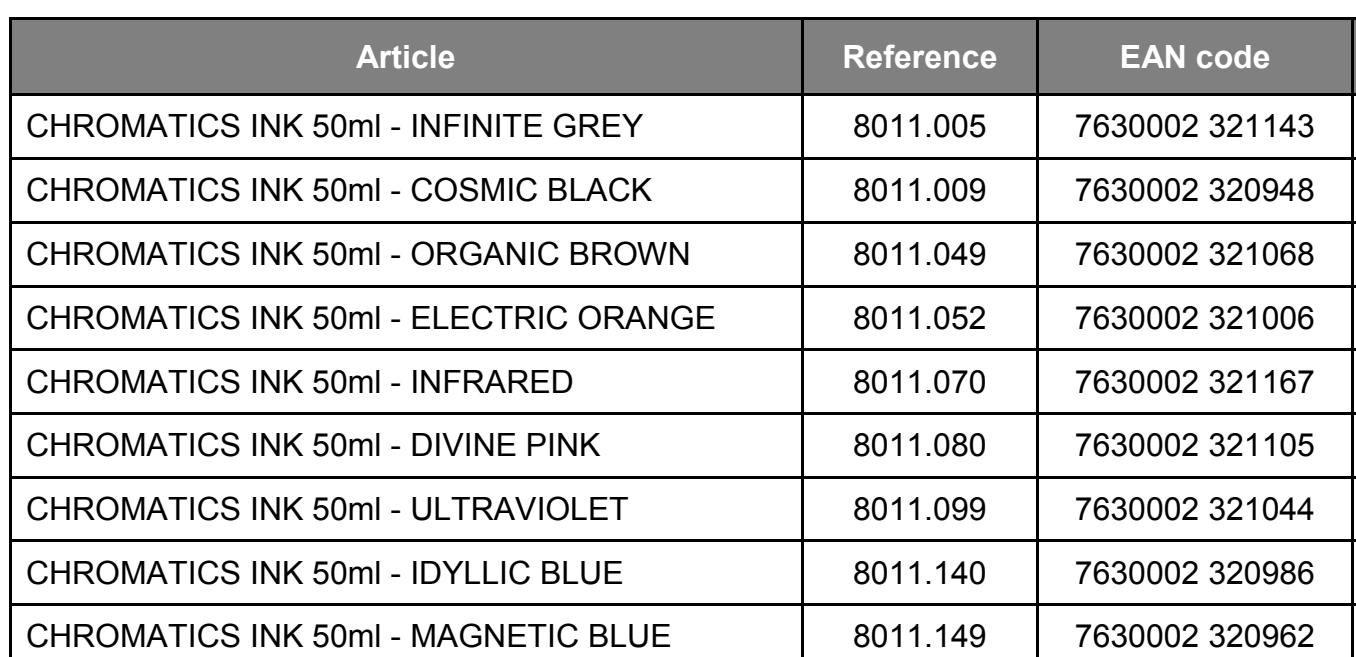 Article Reference EAN code
CHROMATICS INK 50ml - INFINITE GREY 8011.005 7630002 321143
CHROMATICS INK 50ml - COSMIC BLACK 8011.009 7630002 320948
CHROMATICS INK 50ml - ORGANIC BROWN 8011.049 7630002 321068
CHROMATICS INK 50ml - ELECTRIC ORANGE 8011.052 7630002 321006
CHROMATICS INK 50ml - INFRARED 8011.070 7630002 321167
CHROMATICS INK 50ml - DIVINE PINK 8011.080 7630002 321105
CHROMATICS INK 50ml - ULTRAVIOLET 8011.099 7630002 321044
CHROMATICS INK 50ml - IDYLLIC BLUE 8011.140 7630002 320986
CHROMATICS INK 50ml - MAGNETIC BLUE 8011.149 7630002 320962